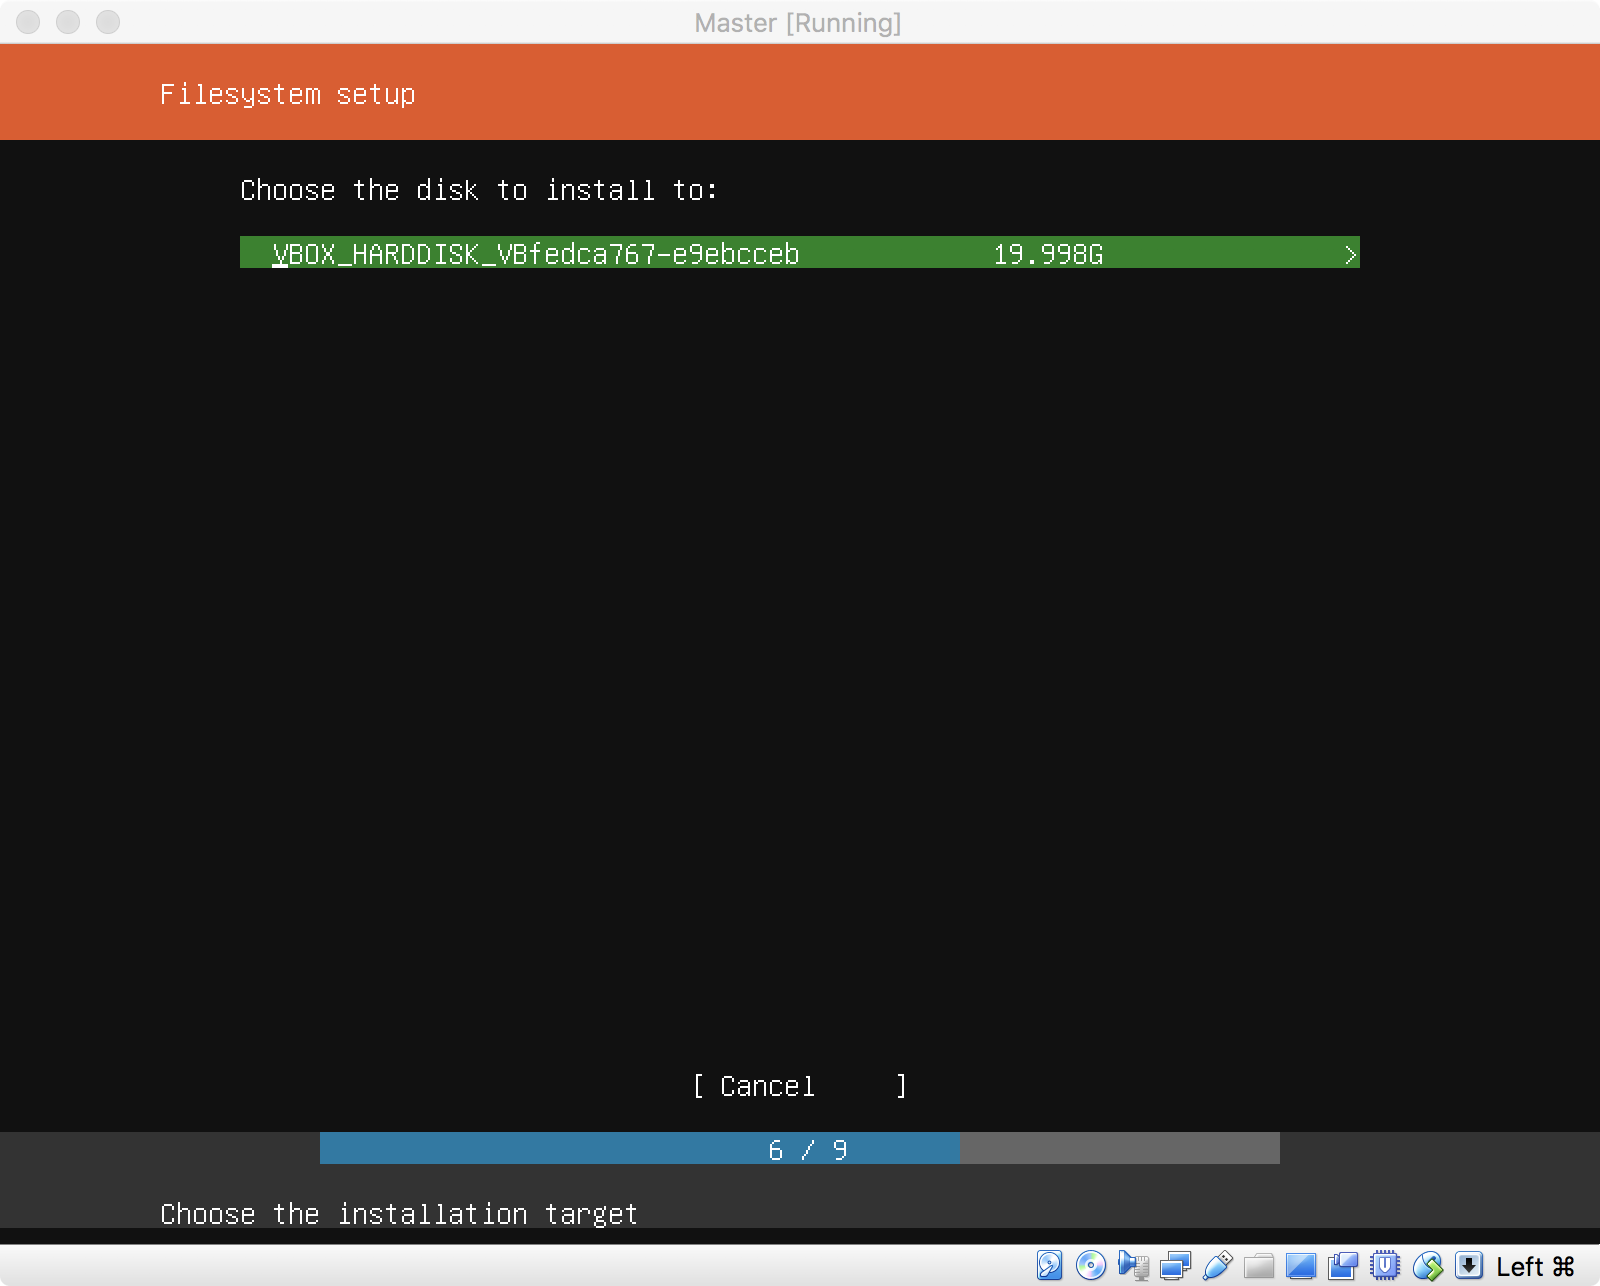 Master [Running]
Filesystem setup
Choose the disk to install to:
VBOX_HARDDISK_VBfedca767-e9ebcceb 19.998G >
[ Cancel ]
6 / 9
Choose the installation target
Left ⌘